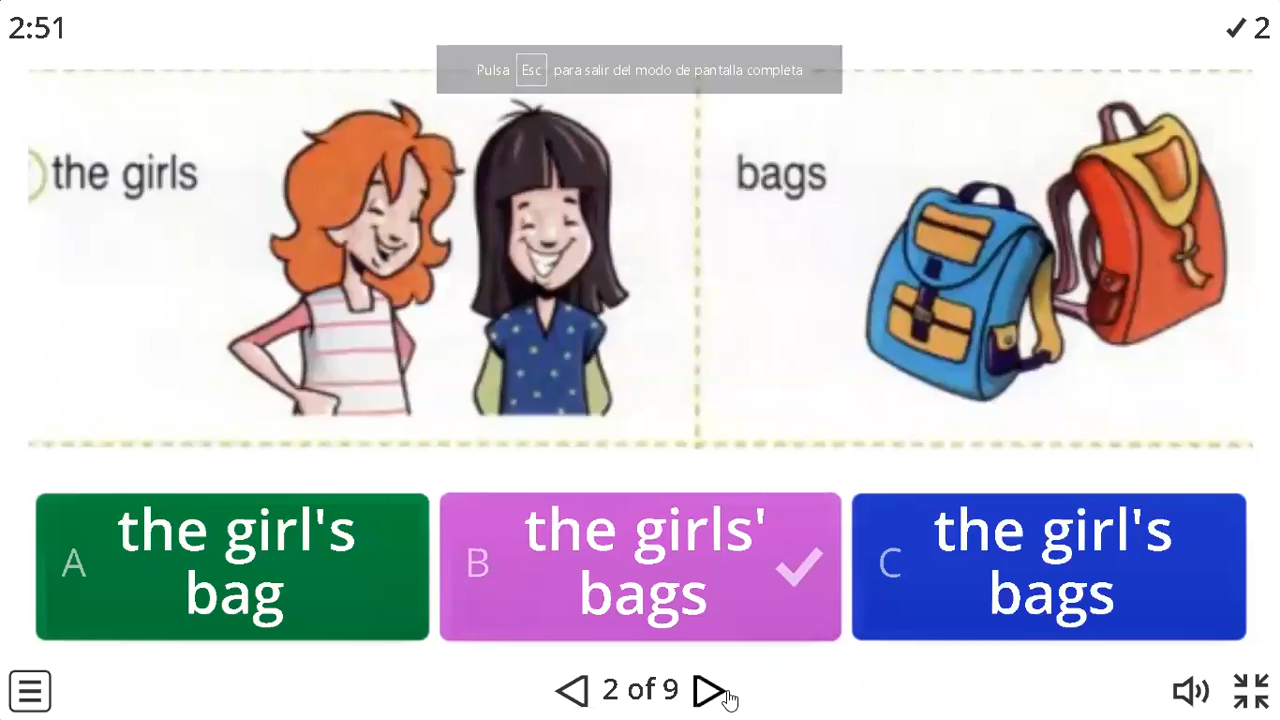 2:51
✓ 2
Pulsa Esc para salir del modo de pantalla completa
the girls
bags
A the girl's
bag
B the girls'
bags
C the girl's
bags
2 of 9